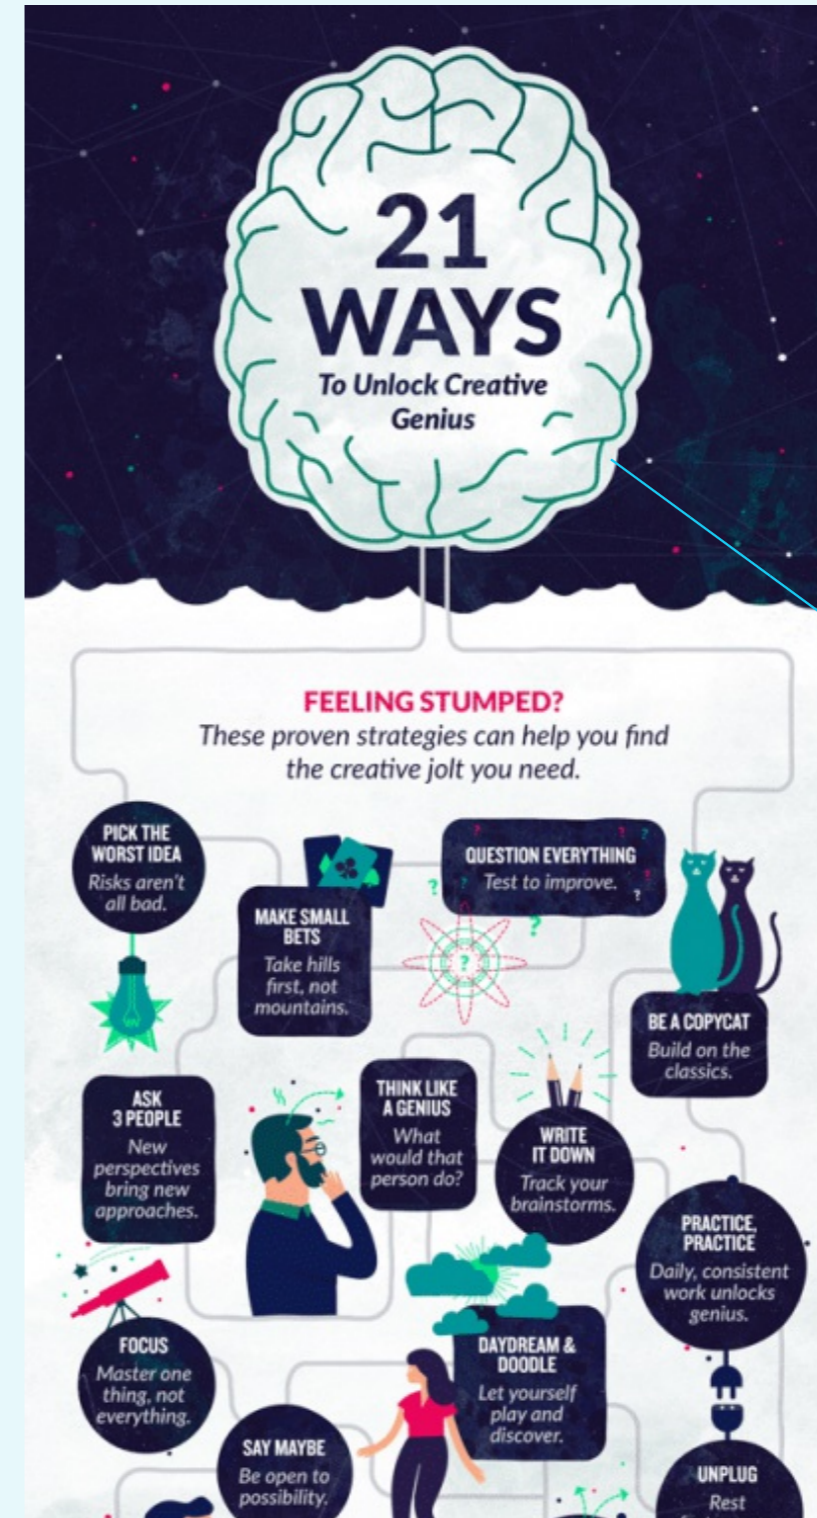 21
WAYS
To Unlock Creative
Genius
FEELING STUMPED?
These proven strategies can help you find
the creative jolt you need.
PICK THE
WORST IDEA
Risks aren't
all bad.
MAKE SMALL
BETS
Take hills
first, not
mountains.
? ? ?
QUESTION EVERYTHING
Test to improve.
? ? ? ?
?
?
BE A COPYCAT
Build on the
classics.
ASK
3 PEOPLE
New
perspectives
bring new
approaches.
THINK LIKE
A GENIUS
What
would that
person do?
WRITE
IT DOWN
Track your
brainstorms.
PRACTICE,
PRACTICE
Daily, consistent
work unlocks
genius.
FOCUS
Master one
thing, not
everything.
DAYDREAM &
DOODLE
Let yourself
play and
discover.
SAY MAYBE
Be open to
possibility.
UNPLUG
Rest